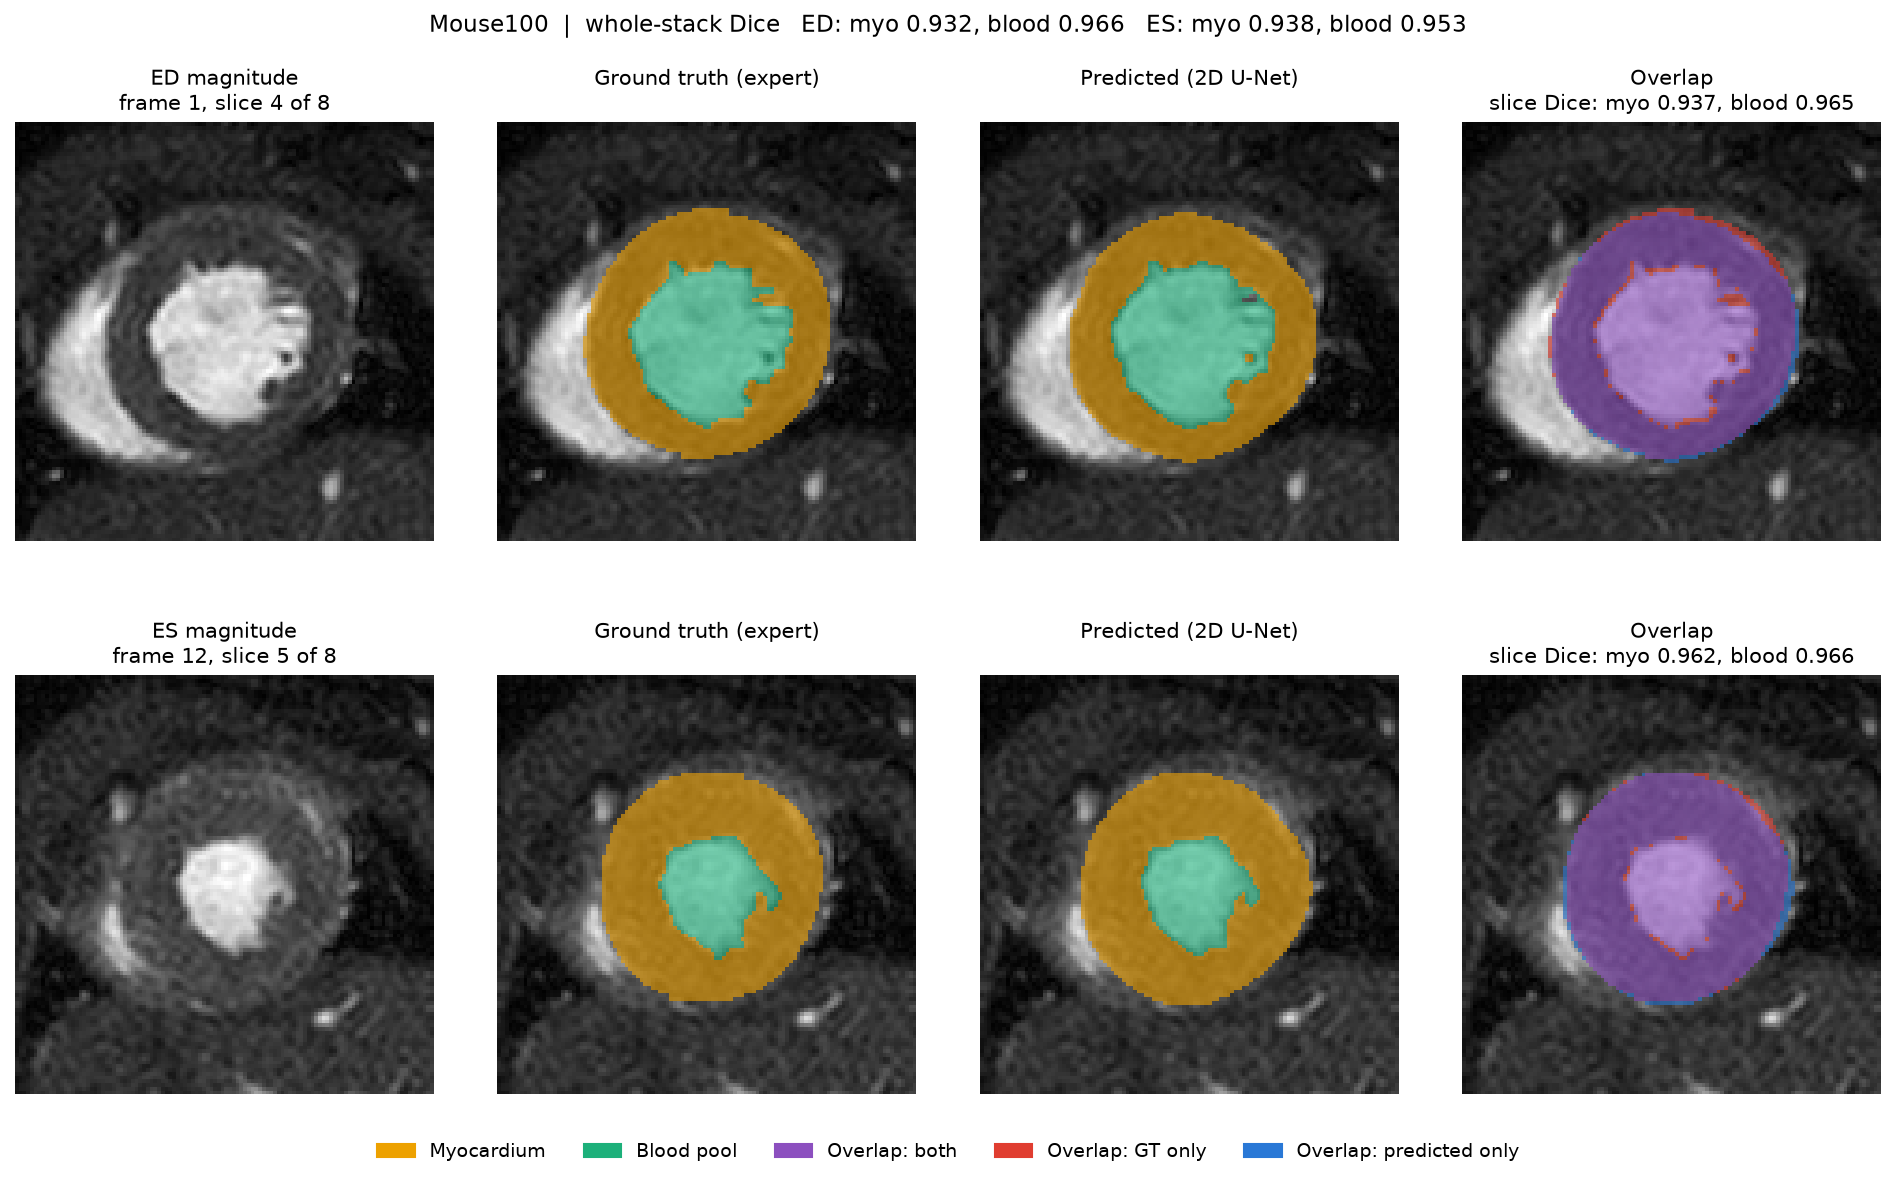 Mouse100  |  whole-stack Dice   ED: myo 0.932, blood 0.966   ES: myo 0.938, blood 0.953
ED magnitude
frame 1, slice 4 of 8
Ground truth (expert)
Predicted (2D U-Net)
Overlap
slice Dice: myo 0.937, blood 0.965
ES magnitude
frame 12, slice 5 of 8
Ground truth (expert)
Predicted (2D U-Net)
Overlap
slice Dice: myo 0.962, blood 0.966
Myocardium
Blood pool
Overlap: both
Overlap: GT only
Overlap: predicted only